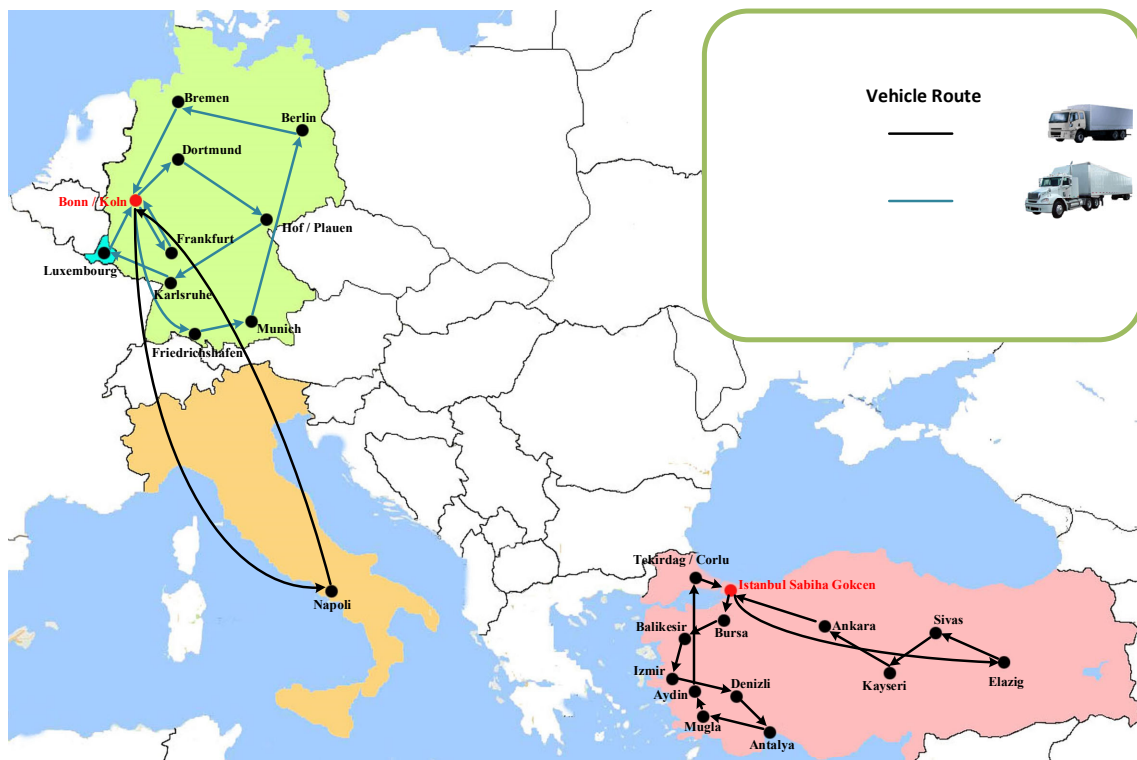 Vehicle Route
Bremen
Berlin
Dortmund
Bonn / Koln
Hof / Plauen
Frankfurt
Luxembourg
Karlsruhe
Munich
Friedrichshafen
Tekirdag / Corlu
Istanbul Sabiha Gokcen
Napoli
Balikesir
Bursa
Ankara
Sivas
Izmir
Denizli
Elazig
Kayseri
Aydin
Mugla
Antalya